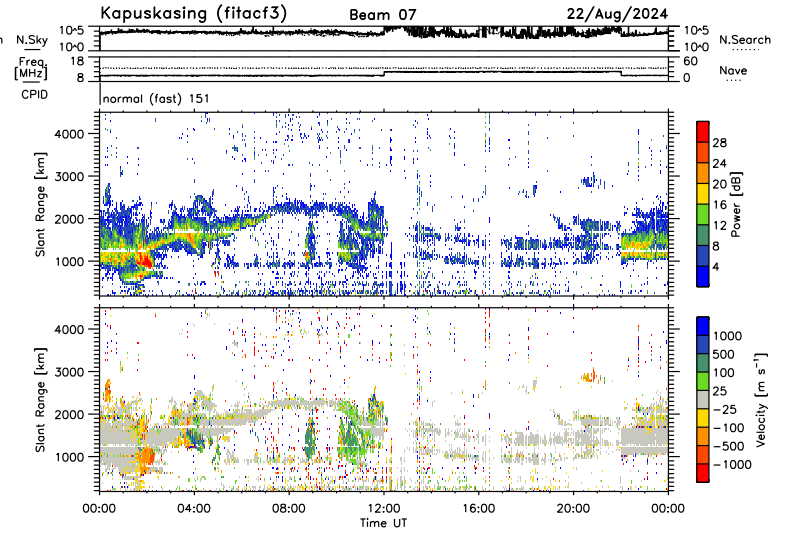 Kapuskasing (fitacf3) Beam 07 22/Aug/2024
N.Sky 10^5 10^0 10^5 10^0 N.Search
Freq. [MHz] 18 8 60 0 Nave
CPID normal (fast) 151
Slant Range [km]
4000
3000
2000
1000
Power [dB]
28
24
20
16
12
8
4
Slant Range [km]
4000
3000
2000
1000
Velocity [m s⁻¹]
1000
500
100
25
-25
-100
-500
-1000
00:00 04:00 08:00 12:00 16:00 20:00 00:00
Time UT